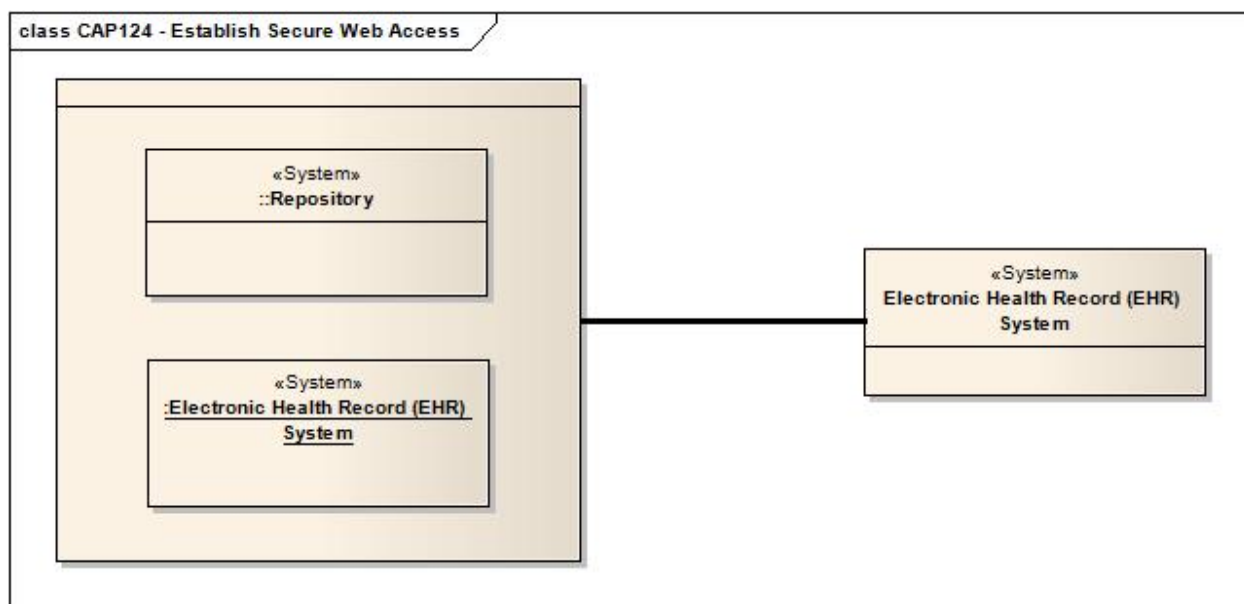 class CAP124 - Establish Secure Web Access
«System»
::Repository
«System»
:Electronic Health Record (EHR)
System
«System»
Electronic Health Record (EHR)
System